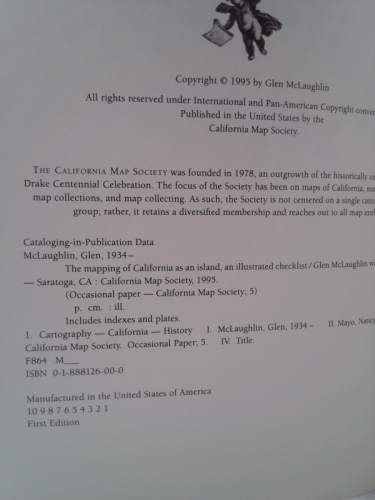 Copyright © 1995 by Glen McLaughlin
All rights reserved under International and Pan-American Copyright
Published in the United States by the
California Map Society.
THE CALIFORNIA MAP SOCIETY was founded in 1978, an outgrowth of the historically
Drake Centennial Celebration. The focus of the Society has been on maps of California,
map collections, and map collecting. As such, the Society is not centered on a single
group; rather, it retains a diversified membership and reaches out to all map
Cataloging-in-Publication Data
McLaughlin, Glen, 1934–
The mapping of California as an island, an illustrated checklist / Glen McLaughlin
— Saratoga, CA : California Map Society, 1995.
(Occasional paper — California Map Society; 5)
p. cm. : ill.
Includes indexes and plates.
1. Cartography — California — History I. McLaughlin, Glen, 1934 – II. Mayo, Nancy
California Map Society. Occasional Paper; 5. IV. Title.
F864 .M___
ISBN 0-1-888126-00-0
Manufactured in the United States of America
10 9 8 7 6 5 4 3 2 1
First Edition